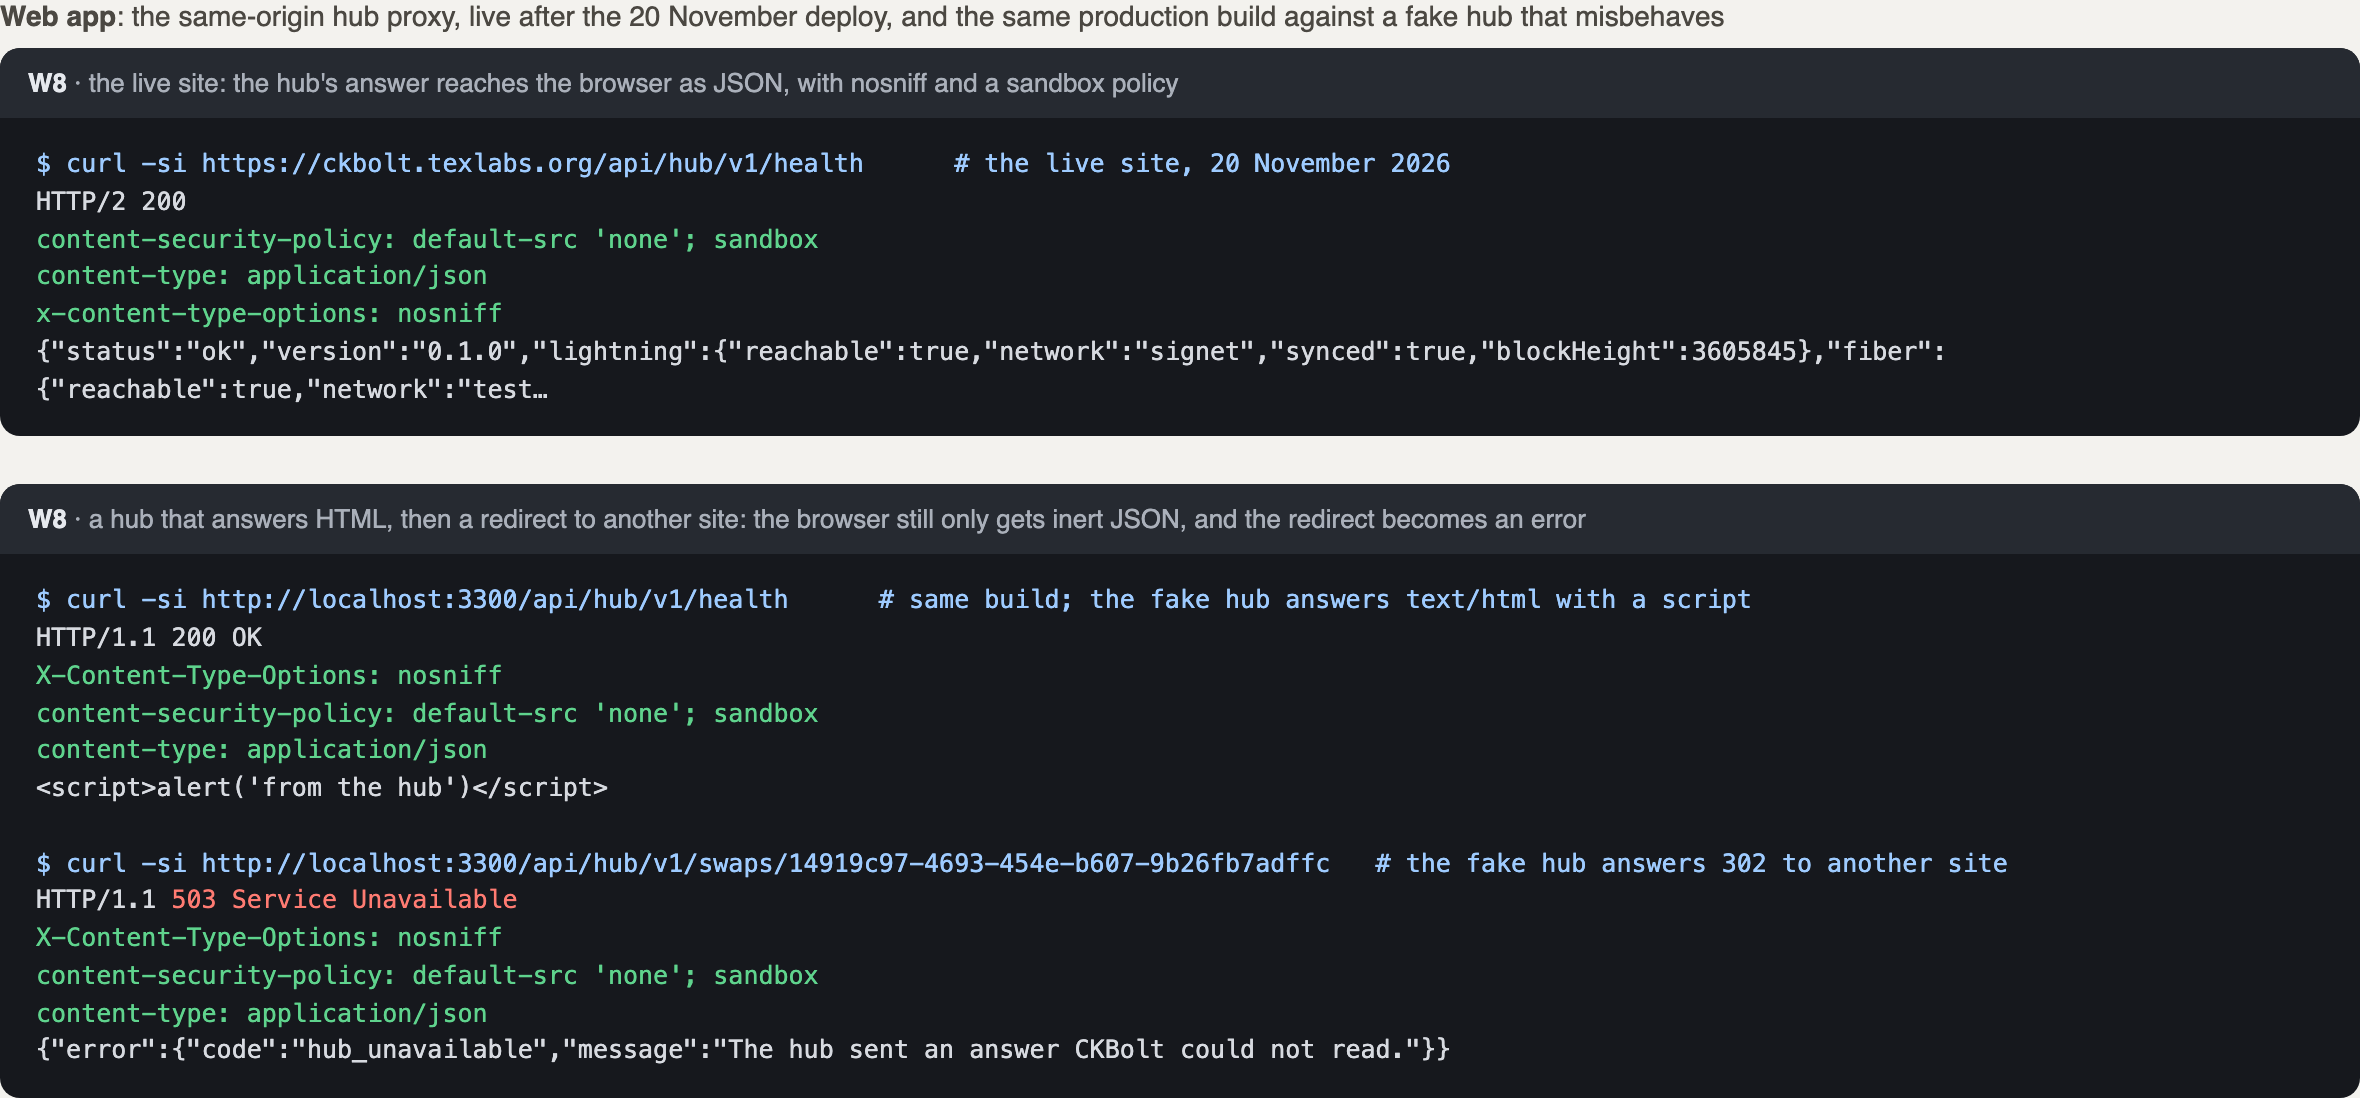 Web app: the same-origin hub proxy, live after the 20 November deploy, and the same production build against a fake hub that misbehaves
W8 · the live site: the hub's answer reaches the browser as JSON, with nosniff and a sandbox policy
$ curl -si https://ckbolt.texlabs.org/api/hub/v1/health      # the live site, 20 November 2026
HTTP/2 200
content-security-policy: default-src 'none'; sandbox
content-type: application/json
x-content-type-options: nosniff
{"status":"ok","version":"0.1.0","lightning":{"reachable":true,"network":"signet","synced":true,"blockHeight":3605845},"fiber":
{"reachable":true,"network":"test…
W8 · a hub that answers HTML, then a redirect to another site: the browser still only gets inert JSON, and the redirect becomes an error
$ curl -si http://localhost:3300/api/hub/v1/health      # same build; the fake hub answers text/html with a script
HTTP/1.1 200 OK
X-Content-Type-Options: nosniff
content-security-policy: default-src 'none'; sandbox
content-type: application/json
<script>alert('from the hub')</script>
$ curl -si http://localhost:3300/api/hub/v1/swaps/14919c97-4693-454e-b607-9b26fb7adffc   # the fake hub answers 302 to another site
HTTP/1.1 503 Service Unavailable
X-Content-Type-Options: nosniff
content-security-policy: default-src 'none'; sandbox
content-type: application/json
{"error":{"code":"hub_unavailable","message":"The hub sent an answer CKBolt could not read."}}